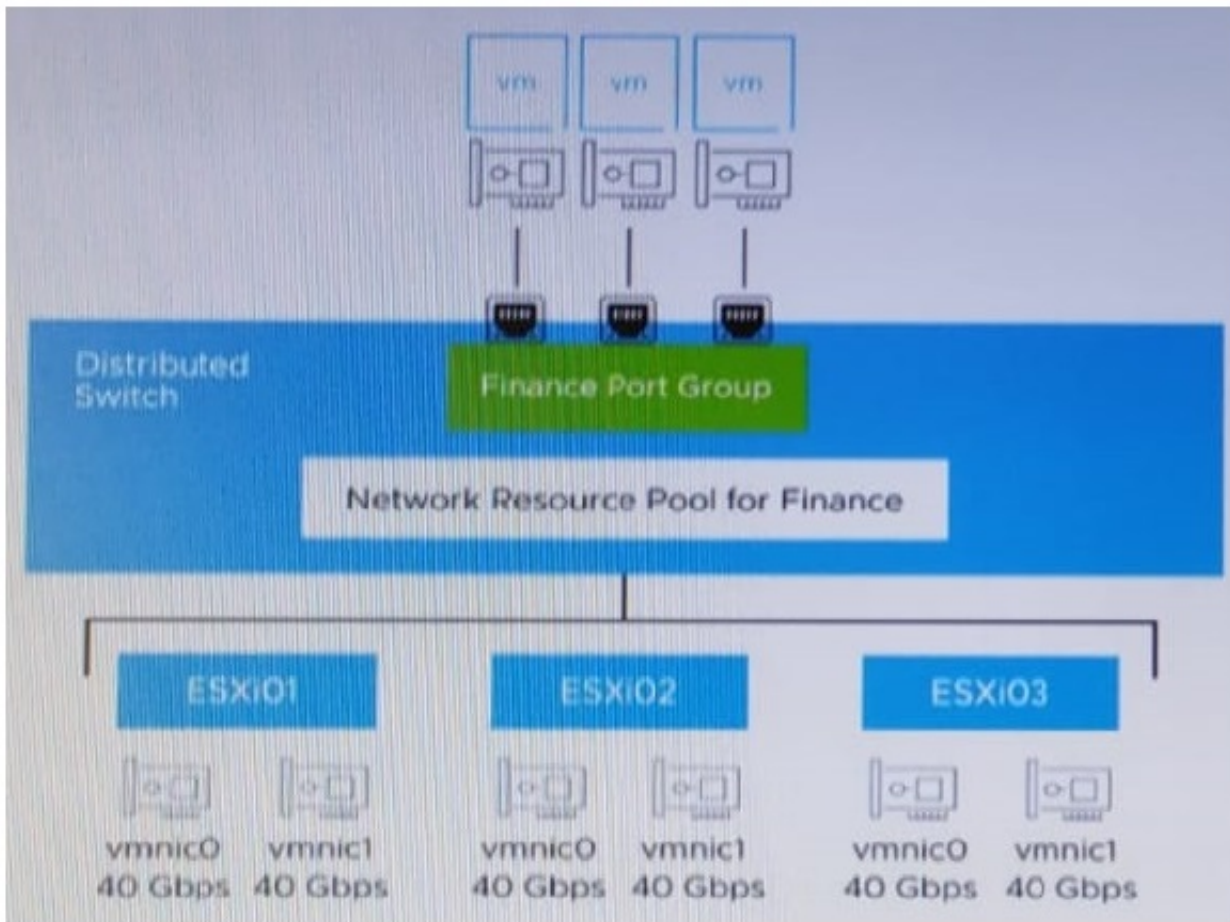 vm vm vm
Distributed
Switch
Finance Port Group
Network Resource Pool for Finance
ESXi01 ESXi02 ESXi03
vmnic0 vmnic1 vmnic0 vmnic1 vmnic0 vmnic1
40 Gbps 40 Gbps 40 Gbps 40 Gbps 40 Gbps 40 Gbps